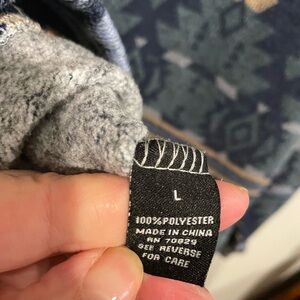 L
100%POLYESTER
MADE IN CHINA
RN 70829
SEE REVERSE
FOR CARE